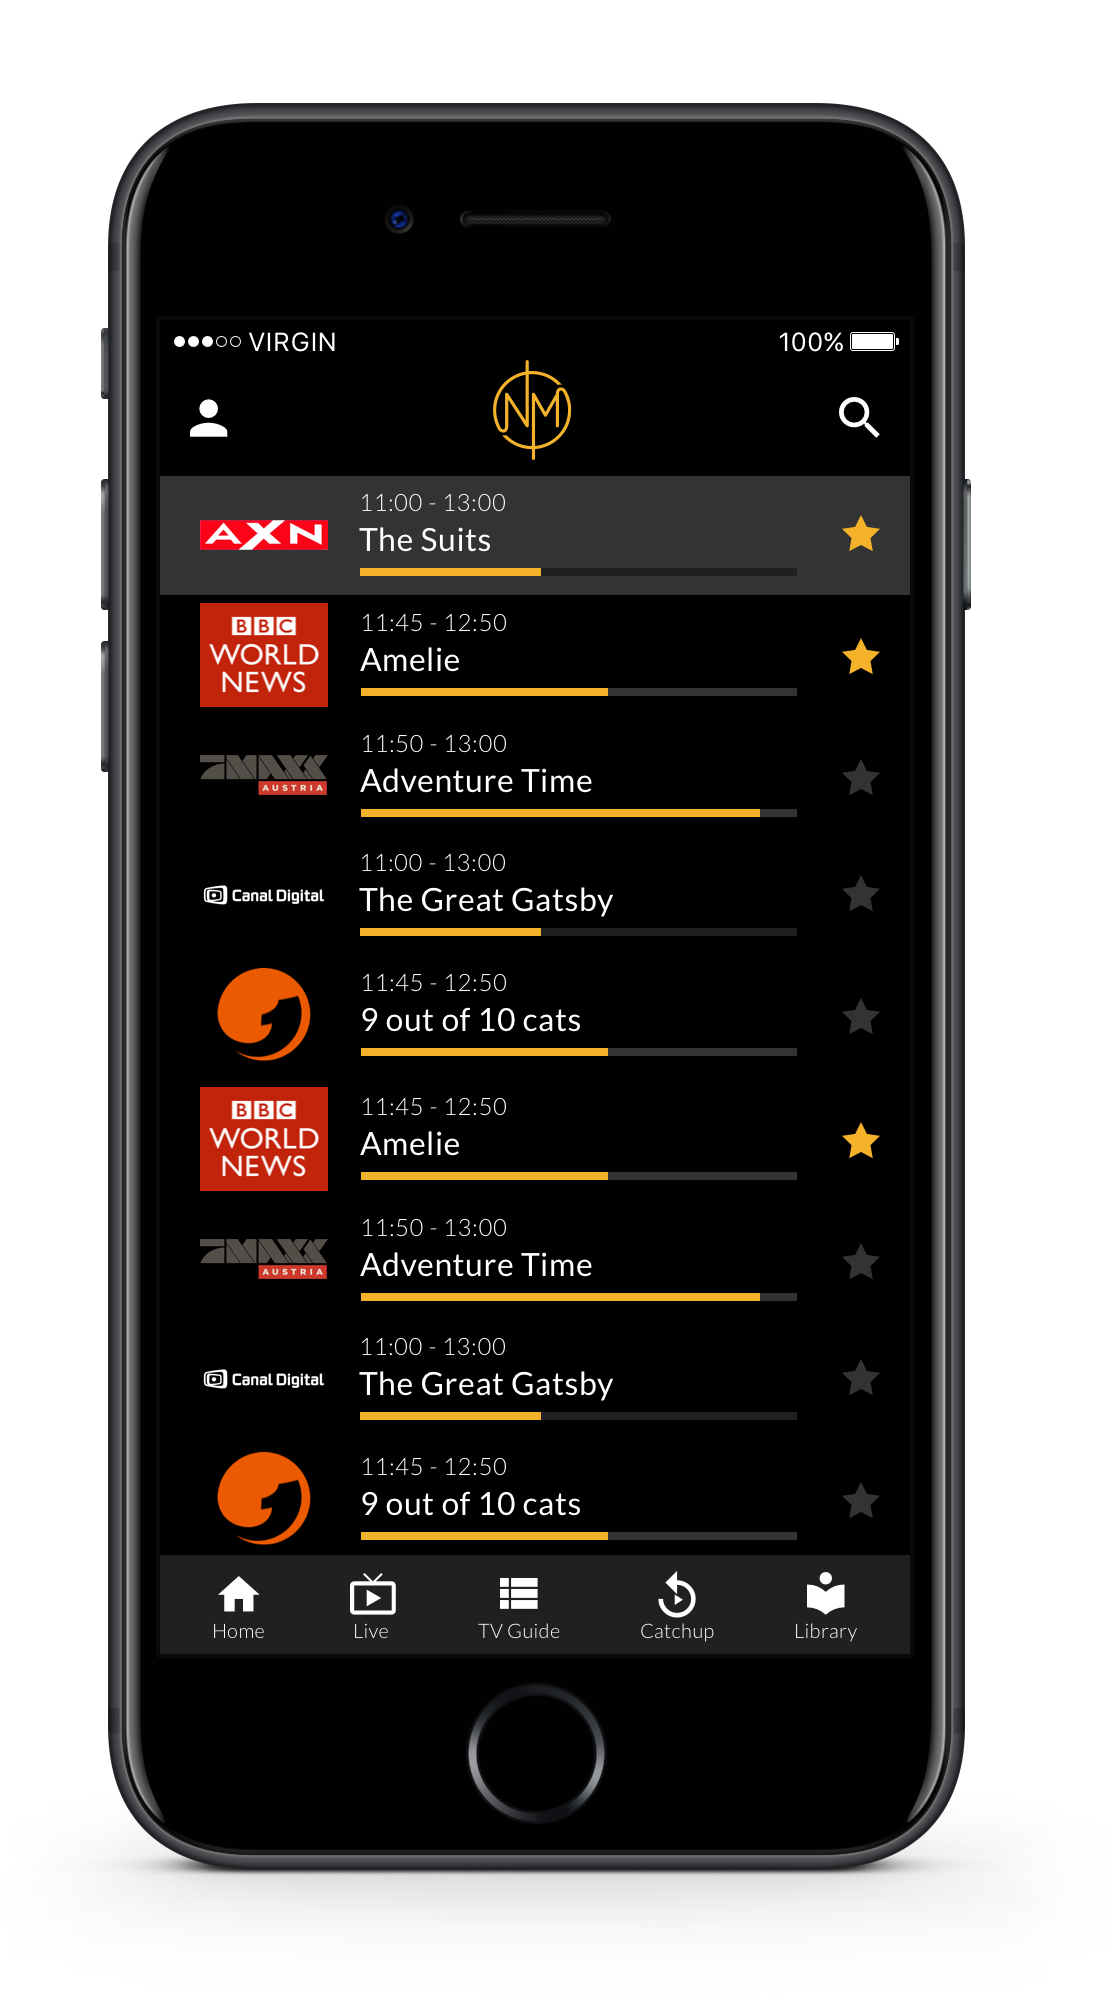 VIRGIN
100%
NM
AXN
11:00 - 13:00
The Suits
BBC
WORLD
NEWS
11:45 - 12:50
Amelie
2MAXX
AUSTRIA
11:50 - 13:00
Adventure Time
Canal Digital
11:00 - 13:00
The Great Gatsby
1
11:45 - 12:50
9 out of 10 cats
BBC
WORLD
NEWS
11:45 - 12:50
Amelie
2MAXX
AUSTRIA
11:50 - 13:00
Adventure Time
Canal Digital
11:00 - 13:00
The Great Gatsby
1
11:45 - 12:50
9 out of 10 cats
Home
Live
TV Guide
Catchup
Library